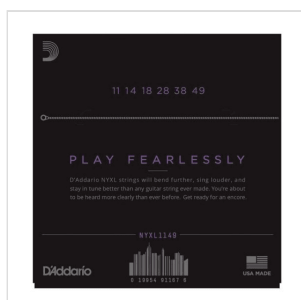 11 14 18 28 38 49
PLAY FEARLESSLY
D'Addario NYXL strings will bend further, sing louder, and
stay in tune better than any guitar string ever made. You're about
to be heard more clearly than ever before. Get ready for an encore.
NYXL1149
D'Addario
USA MADE